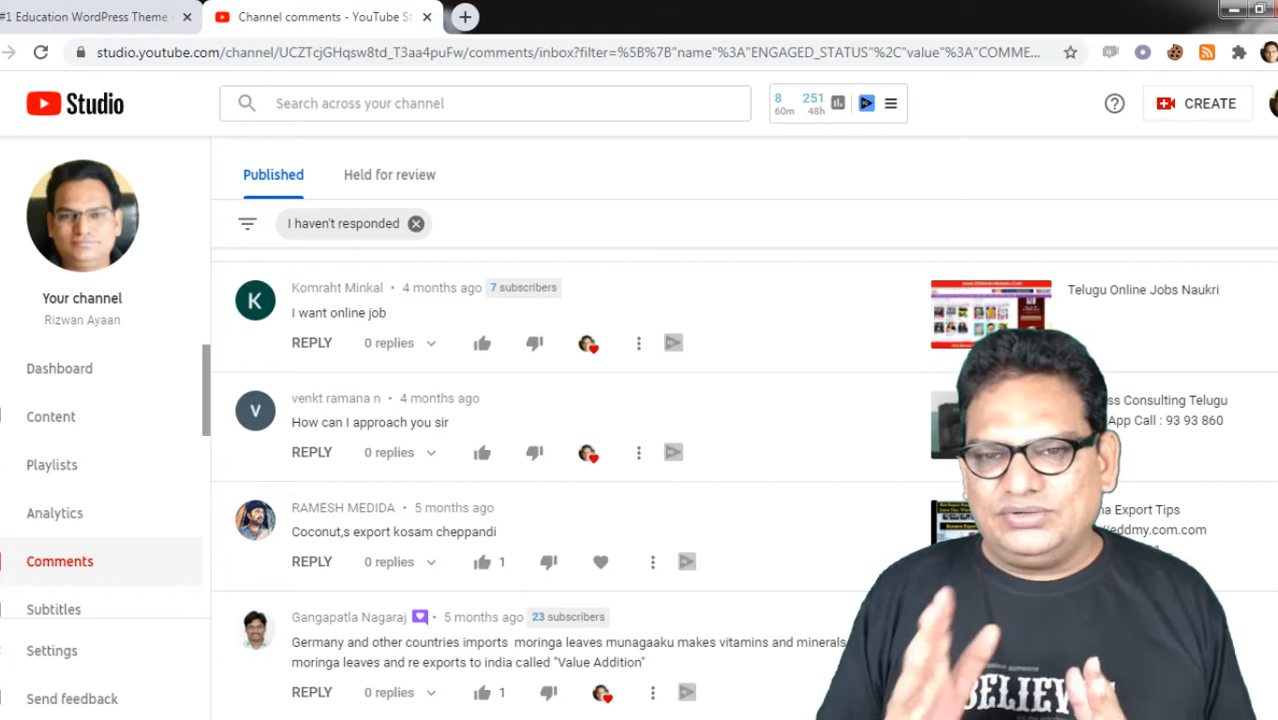 #1 Education WordPress Theme
Channel comments - YouTube St
studio.youtube.com/channel/UCZTcjGHqsw8td_T3aa4puFw/comments/inbox?filter=%5B%7B"name"%3A"ENGAGED_STATUS"%2C"value"%3A"COMME...
Studio
Search across your channel
8 251
60m 48h
CREATE
Published Held for review
I haven't responded
Your channel
Rizwan Ayaan
Dashboard
Content
Playlists
Analytics
Comments
Subtitles
Settings
Send feedback
Komraht Minkal • 4 months ago 7 subscribers
I want online job
REPLY 0 replies
Telugu Online Jobs Naukri
venkt ramana n • 4 months ago
How can I approach you sir
REPLY 0 replies
ss Consulting Telugu
App Call : 93 93 860
RAMESH MEDIDA • 5 months ago
Coconut,s export kosam cheppandi
REPLY 0 replies 1
a Export Tips
eddmy.com.com
Gangapatla Nagaraj • 5 months ago 23 subscribers
Germany and other countries imports moringa leaves munagaaku makes vitamins and minerals
moringa leaves and re exports to india called "Value Addition"
REPLY 0 replies 1
BELIEVE